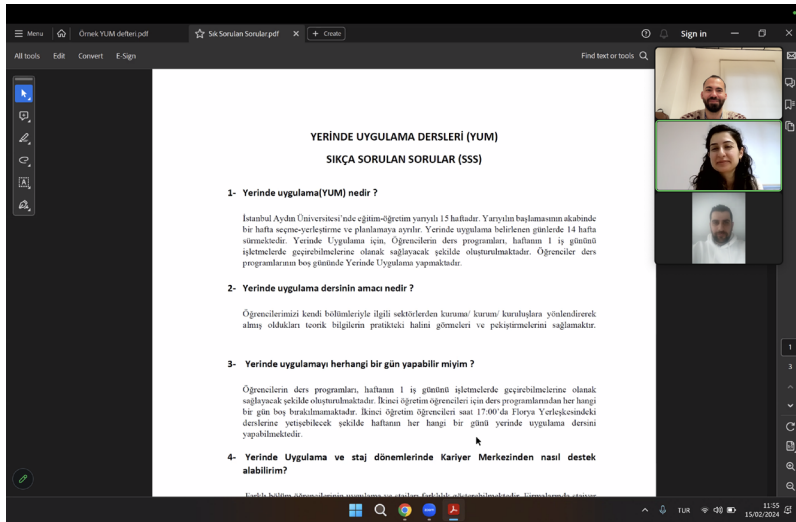 Menu
Örnek YUM defteri.pdf
Sık Sorulan Sorular.pdf
Create
Sign in
All tools
Edit
Convert
E-Sign
Find text or tools
YERİNDE UYGULAMA DERSLERİ (YUM)
SIKÇA SORULAN SORULAR (SSS)
1- Yerinde uygulama(YUM) nedir ?
İstanbul Aydın Üniversitesi'nde eğitim-öğretim yarıyılı 15 haftadır. Yarıyılın başlamasının akabinde
bir hafta seçme-yerleştirme ve planlamaya ayrılır. Yerinde uygulama belirlenen günlerde 14 hafta
sürmektedir. Yerinde Uygulama için, Öğrencilerin ders programları, haftanın 1 iş gününü
işletmelerde geçirebilmelerine olanak sağlayacak şekilde oluşturulmaktadır. Öğrenciler ders
programlarının boş gününde Yerinde Uygulama yapmaktadır.
2- Yerinde uygulama dersinin amacı nedir ?
Öğrencilerimizi kendi bölümleriyle ilgili sektörlerden kuruma/ kurum/ kuruluşlara yönlendirerek
almış oldukları teorik bilgilerin pratikteki halini görmeleri ve pekiştirmelerini sağlamaktır.
3- Yerinde uygulamayı herhangi bir gün yapabilir miyim ?
Öğrencilerin ders programları, haftanın 1 iş gününü işletmelerde geçirebilmelerine olanak
sağlayacak şekilde oluşturulmaktadır. İkinci öğretim öğrencileri için ders programlarından her hangi
bir gün boş bırakılmamaktadır. İkinci öğretim öğrencileri saat 17:00'da Florya Yerleşkesindeki
derslerine yetişebilecek şekilde haftanın her hangi bir günü yerinde uygulama dersini
yapabilmektedir.
4- Yerinde Uygulama ve staj dönemlerinde Kariyer Merkezinden nasıl destek
alabilirim?
1
3
TUR
11:55
15/02/2024